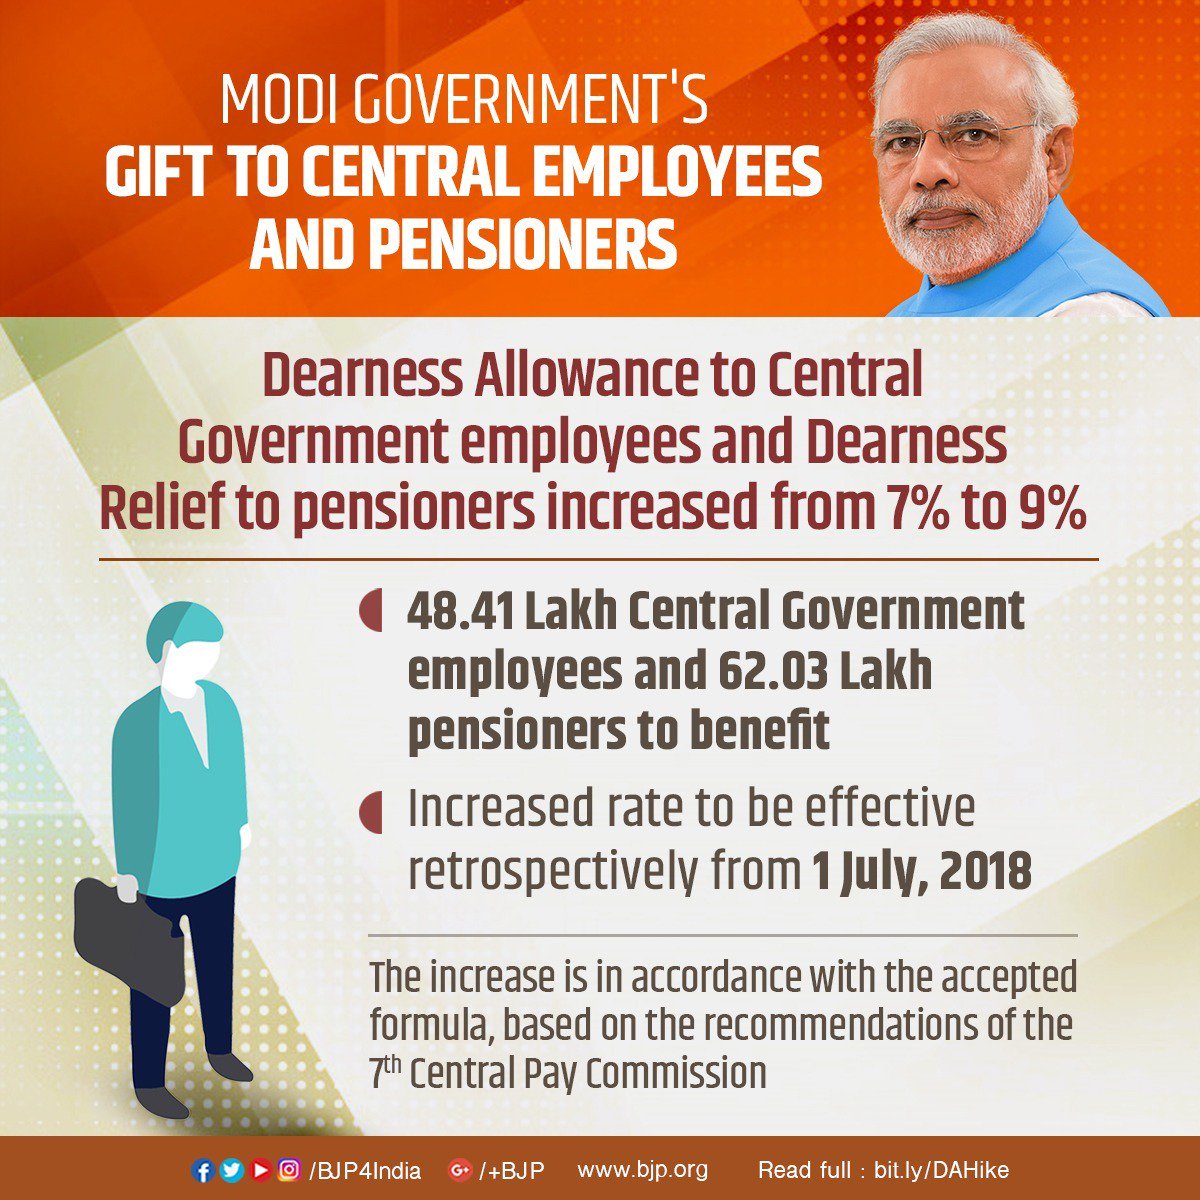 MODI GOVERNMENT'S
GIFT TO CENTRAL EMPLOYEES
AND PENSIONERS
Dearness Allowance to Central
Government employees and Dearness
Relief to pensioners increased from 7% to 9%
48.41 Lakh Central Government
employees and 62.03 Lakh
pensioners to benefit
Increased rate to be effective
retrospectively from 1 July, 2018
The increase is in accordance with the accepted
formula, based on the recommendations of the
7th Central Pay Commission
/BJP4India /+BJP www.bjp.org Read full : bit.ly/DAHike